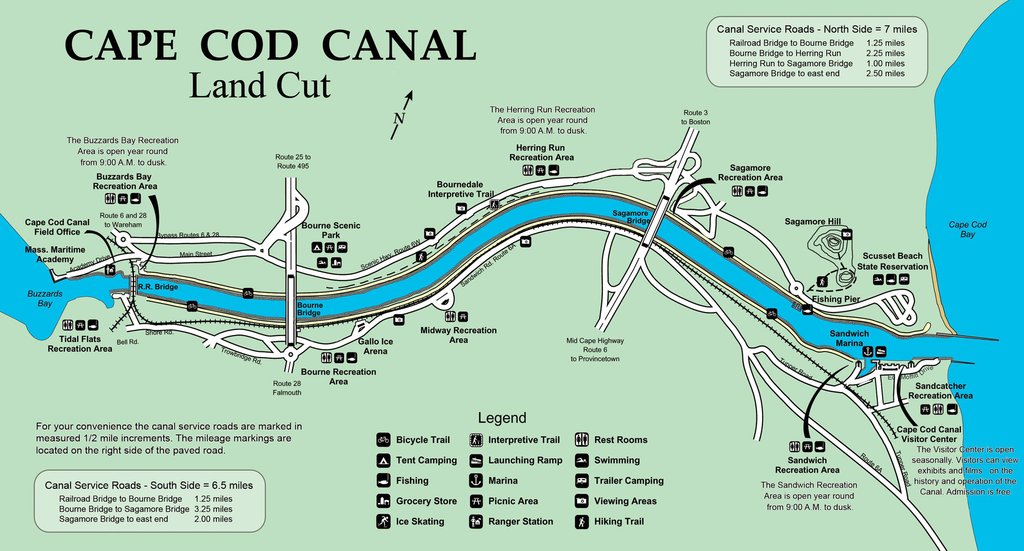 CAPE COD CANAL
Land Cut
N
Canal Service Roads - North Side = 7 miles
Railroad Bridge to Bourne Bridge 1.25 miles
Bourne Bridge to Herring Run 2.25 miles
Herring Run to Sagamore Bridge 1.00 miles
Sagamore Bridge to east end 2.50 miles
The Buzzards Bay Recreation
Area is open year round
from 9:00 A.M. to dusk.
Buzzards Bay
Recreation Area
Route 25 to
Route 495
The Herring Run Recreation
Area is open year round
from 9:00 A.M. to dusk.
Herring Run
Recreation Area
Route 3
to Boston
Sagamore
Recreation Area
Bournedale
Interpretive Trail
Cape Cod Canal
Field Office
Route 6 and 28
to Wareham
Bypass Routes 6 & 28
Main Street
Bourne Scenic
Park
Scenic Hwy. Route 6W
Sandwich Rd. Route 6A
Sagamore
Bridge
Sagamore Hill
Cape Cod
Bay
Scusset Beach
State Reservation
Mass. Maritime
Academy
Academy Drive
R.R. Bridge
Buzzards
Bay
Bourne
Bridge
Fishing Pier
Tidal Flats
Recreation Area
Bell Rd.
Shore Rd.
Trowbridge Rd.
Gallo Ice
Arena
Midway Recreation
Area
Mid Cape Highway
Route 6
to Provincetown
Sandwich
Marina
Bourne Recreation
Area
Route 28
Falmouth
Tupper Road
Sandcatcher
Recreation Area
Cape Cod Canal
Visitor Center
The Visitor Center is open
seasonally. Visitors can view
exhibits and films on the
history and operation of the
Canal. Admission is free.
Route 6A
Tupper Road
Sandwich
Recreation Area
The Sandwich Recreation
Area is open year round
from 9:00 A.M. to dusk.
For your convenience the canal service roads are marked in
measured 1/2 mile increments. The mileage markings are
located on the right side of the paved road.
Canal Service Roads - South Side = 6.5 miles
Railroad Bridge to Bourne Bridge 1.25 miles
Bourne Bridge to Sagamore Bridge 3.25 miles
Sagamore Bridge to east end 2.00 miles
Legend
Bicycle Trail
Interpretive Trail
Rest Rooms
Tent Camping
Launching Ramp
Swimming
Fishing
Marina
Trailer Camping
Grocery Store
Picnic Area
Viewing Areas
Ice Skating
Ranger Station
Hiking Trail